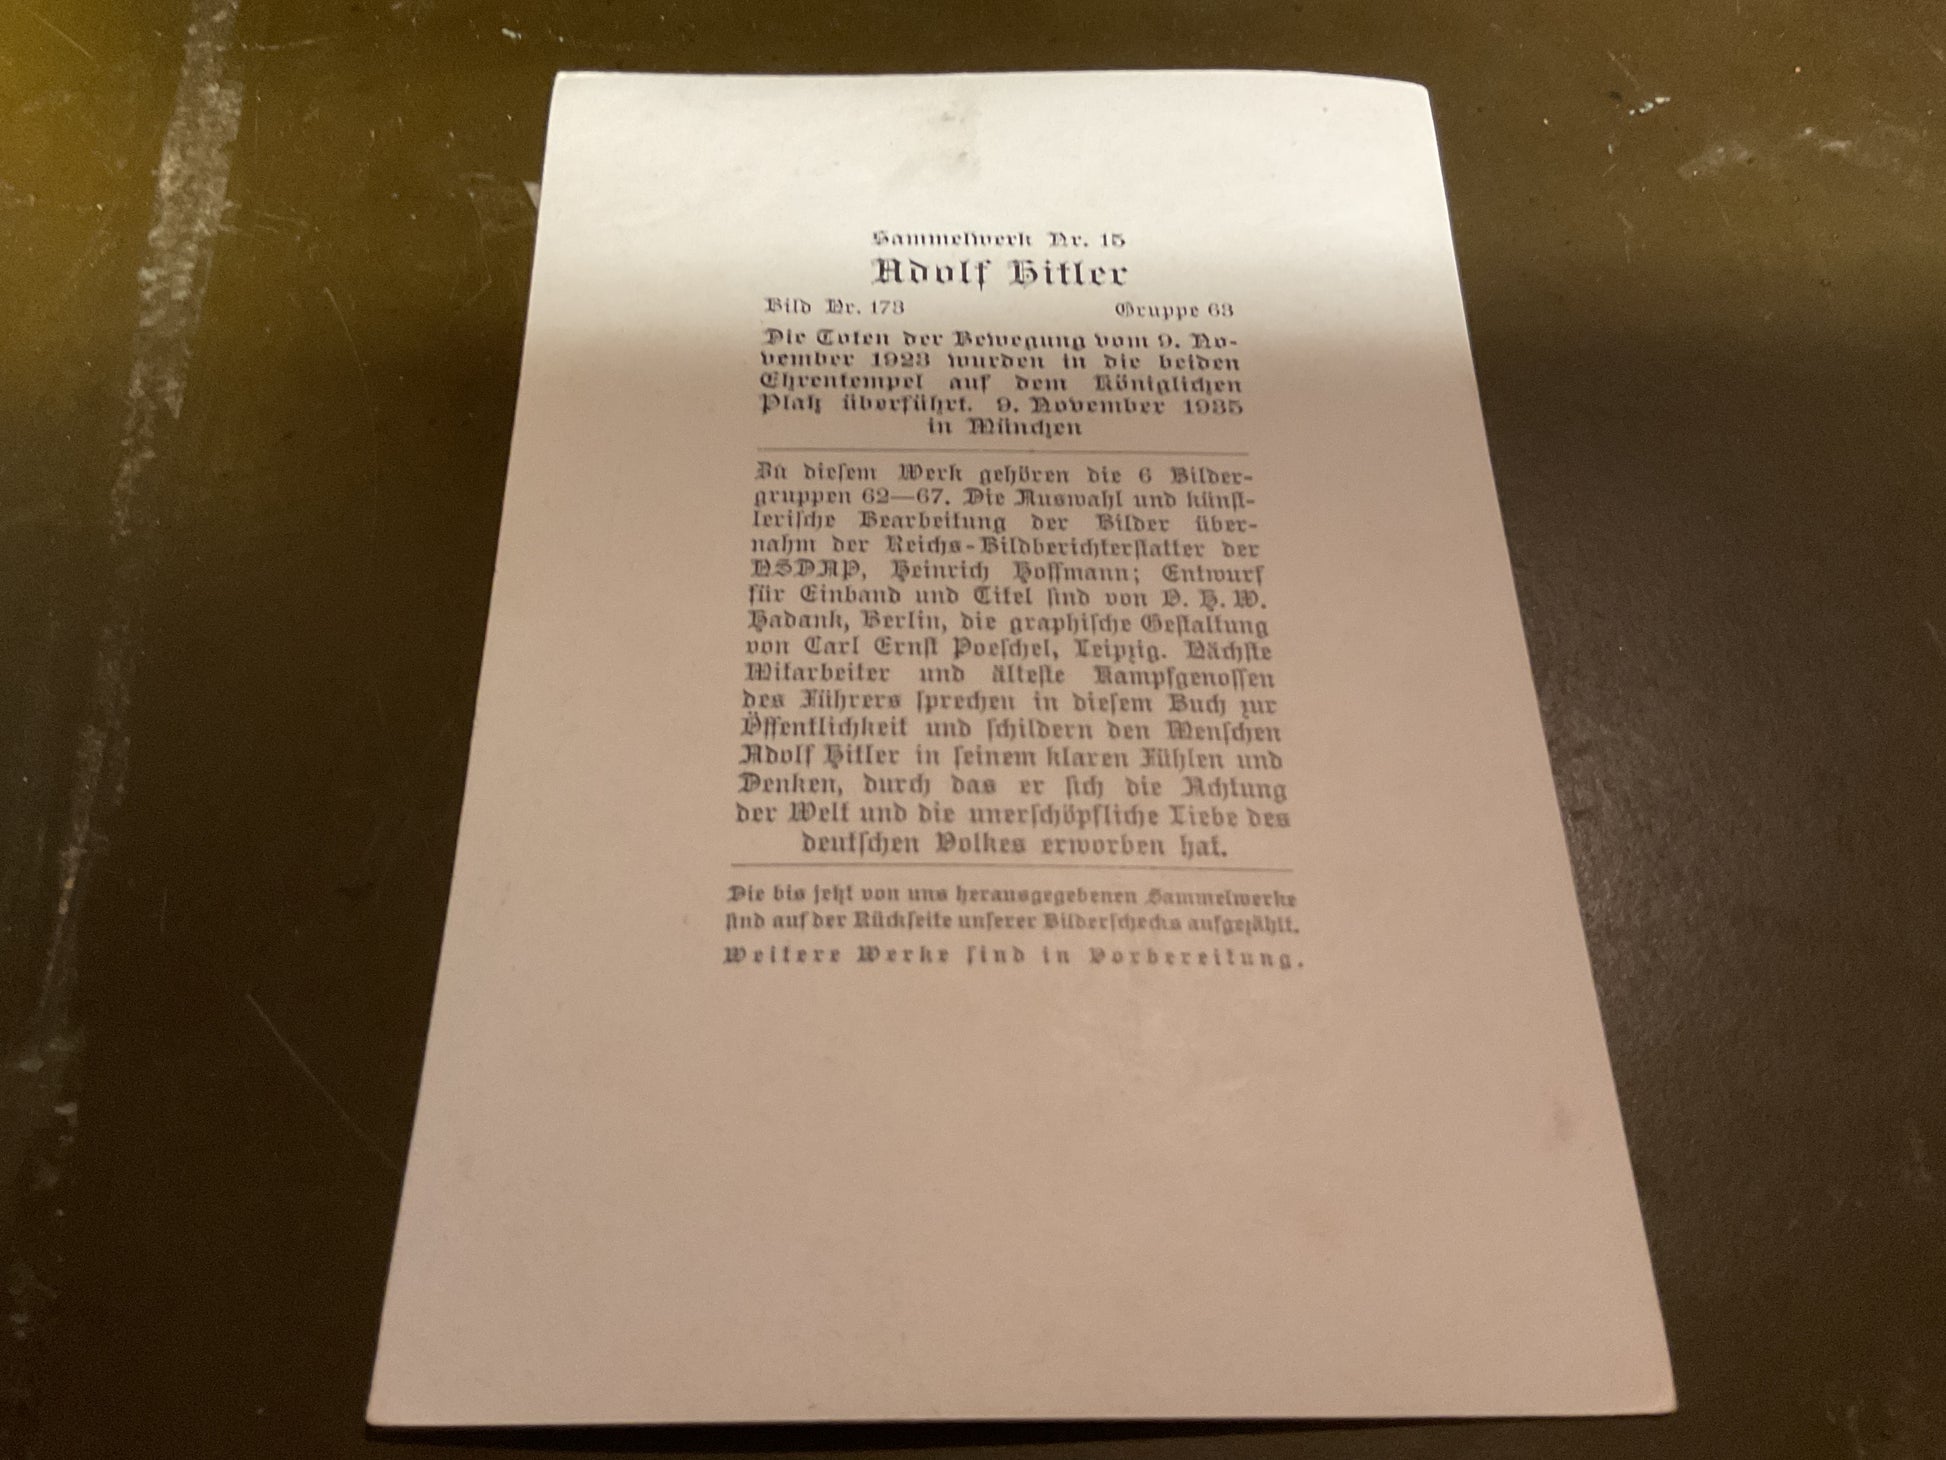 Sammelwerk Nr. 15
Adolf Hitler
Bild Nr. 173 Gruppe 63
Die Toten der Bewegung vom 9. No-
vember 1923 wurden in die beiden
Ehrentempel auf dem Königlichen
Platz überführt. 9. November 1935
in München
Zu diesem Werk gehören die 6 Bilder-
gruppen 62—67. Die Auswahl und künst-
lerische Bearbeitung der Bilder über-
nahm der Reichs-Bildberichterstatter der
NSDAP, Heinrich Hoffmann; Entwurf
für Einband und Titel sind von O. H. W.
Hadank, Berlin, die graphische Gestaltung
von Carl Ernst Poeschel, Leipzig. Nächste
Mitarbeiter und älteste Kampfgenossen
des Führers sprechen in diesem Buch zur
Öffentlichkeit und schildern den Menschen
Adolf Hitler in seinem klaren Fühlen und
Denken, durch das er sich die Achtung
der Welt und die unerschöpfliche Liebe des
deutschen Volkes erworben hat.
Die bis jetzt von uns herausgegebenen Sammelwerke
sind auf der Rückseite unserer Bilderschecks aufgezählt.
Weitere Werke sind in Vorbereitung.